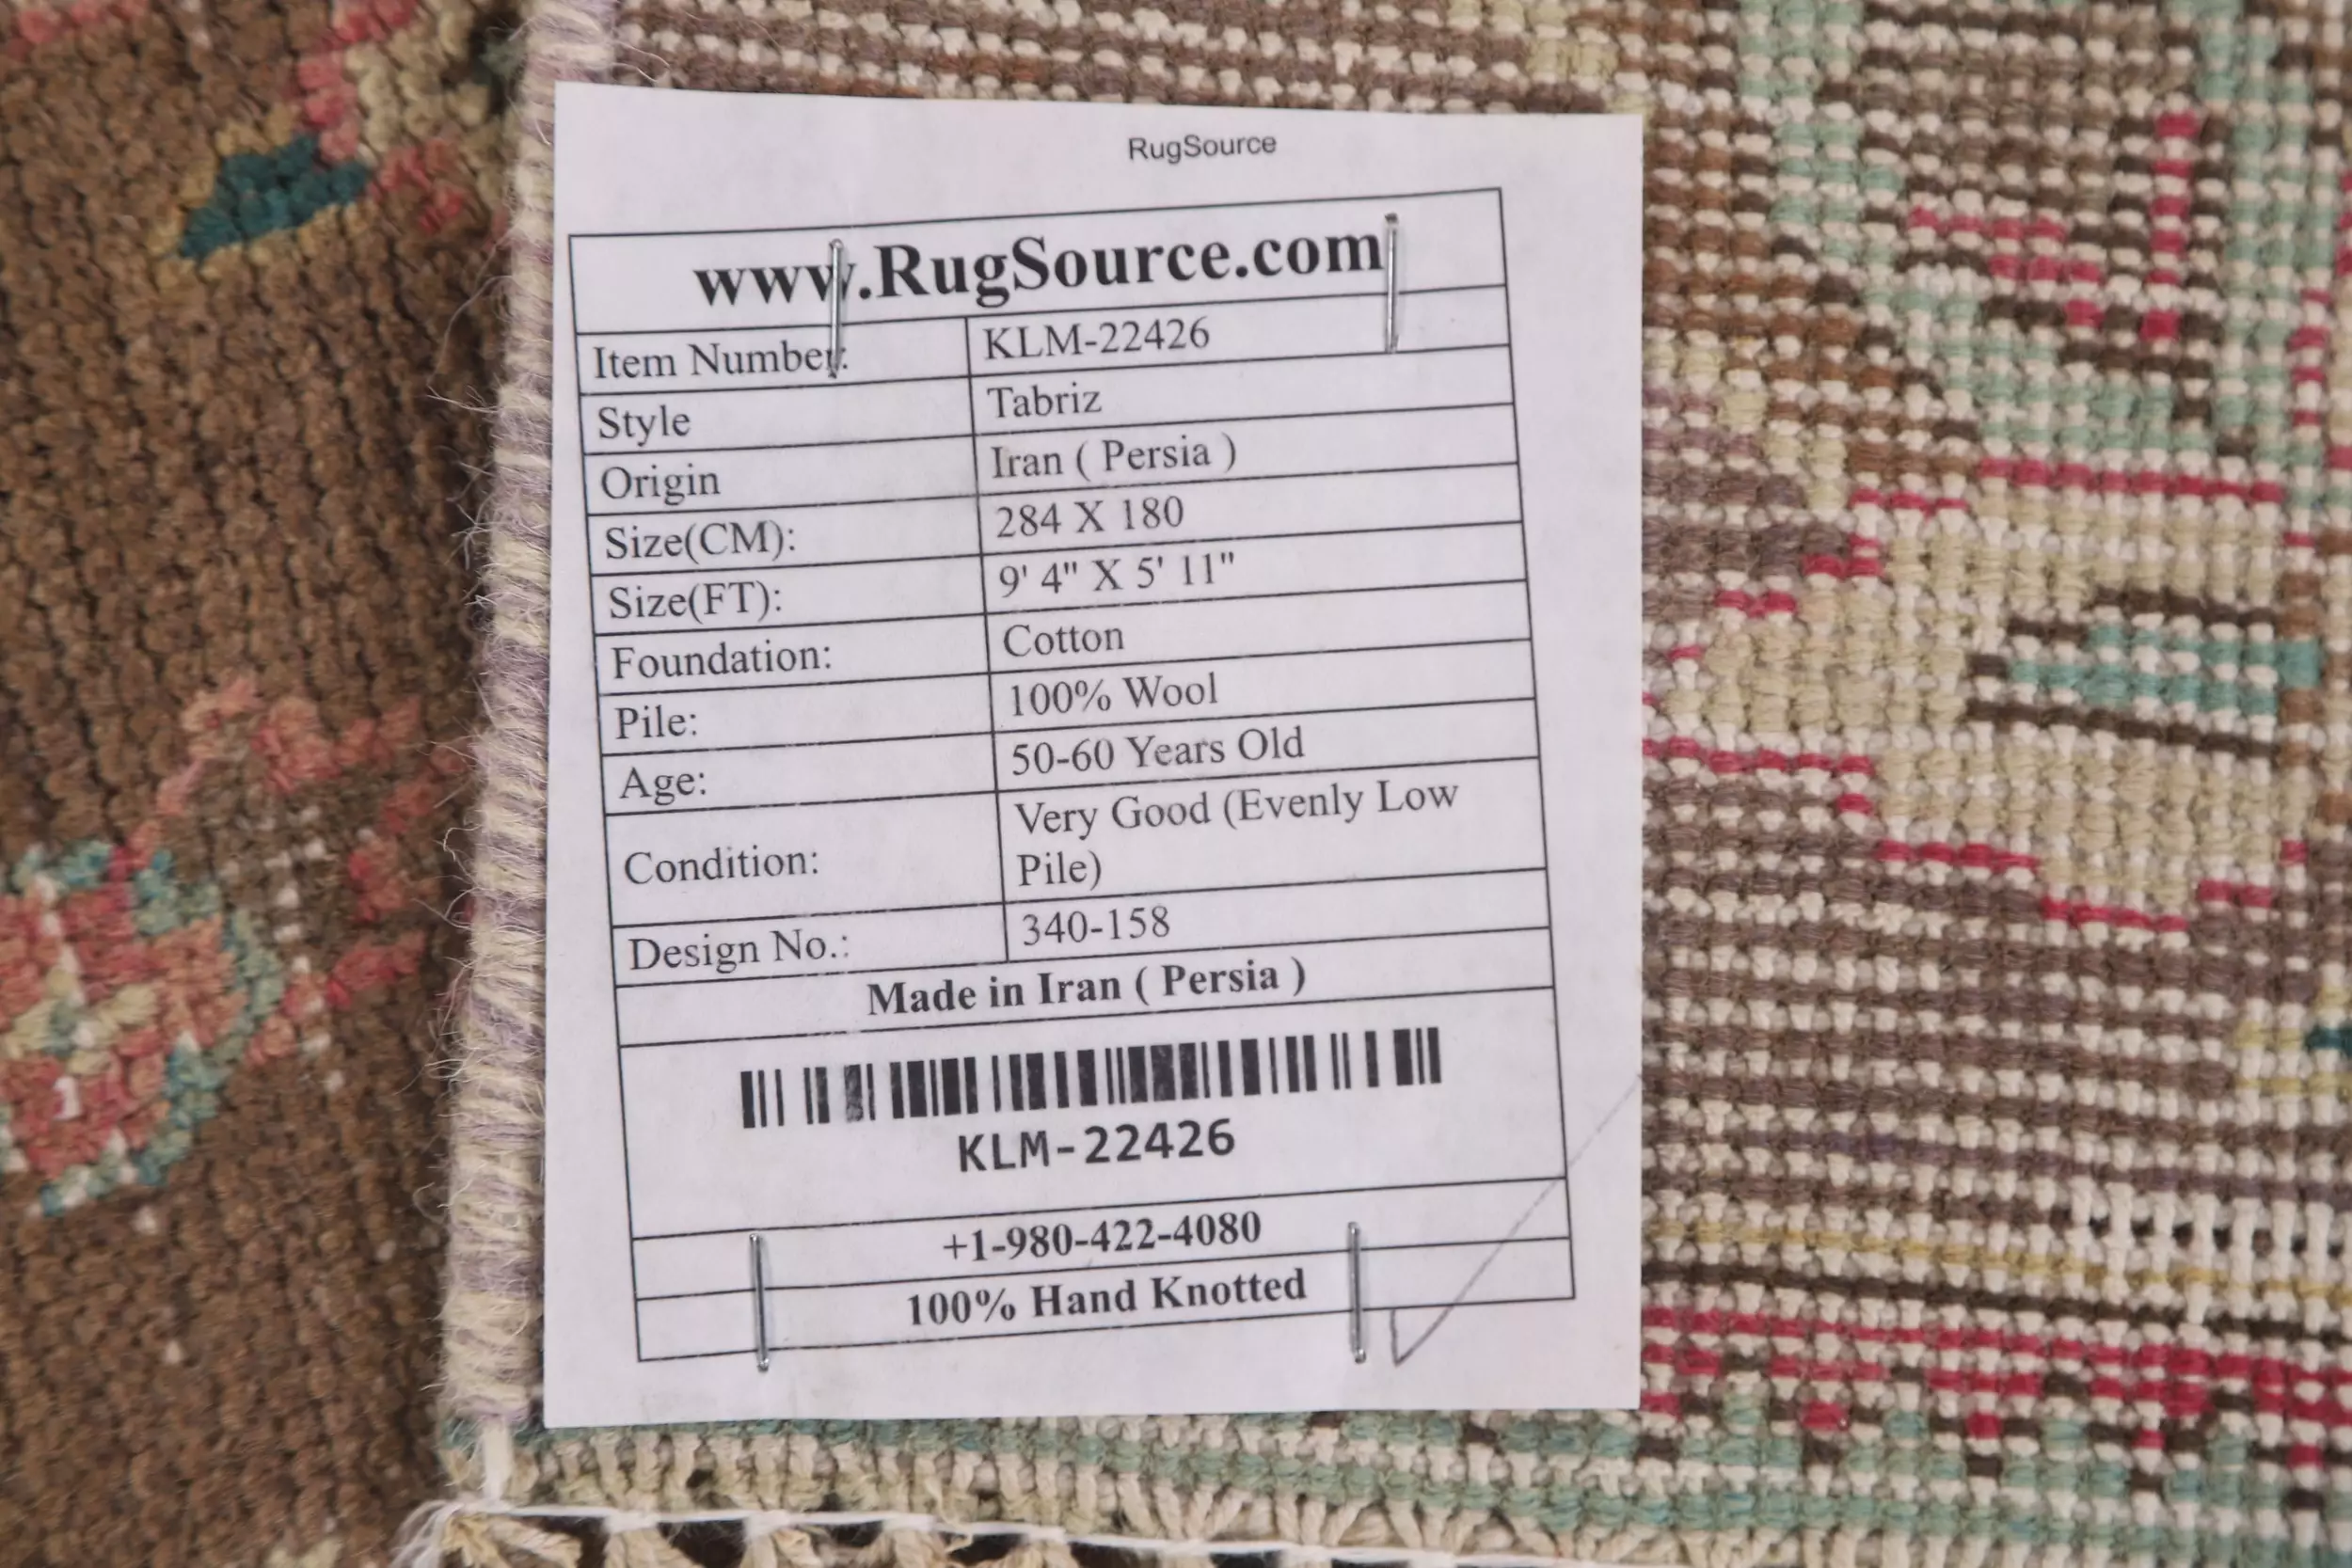 RugSource
www.RugSource.com
Item Number: KLM-22426
Style Tabriz
Origin Iran ( Persia )
Size(CM): 284 X 180
Size(FT): 9' 4" X 5' 11"
Foundation: Cotton
Pile: 100% Wool
Age: 50-60 Years Old
Condition: Very Good (Evenly Low
Pile)
Design No.: 340-158
Made in Iran ( Persia )
KLM-22426
+1-980-422-4080
100% Hand Knotted